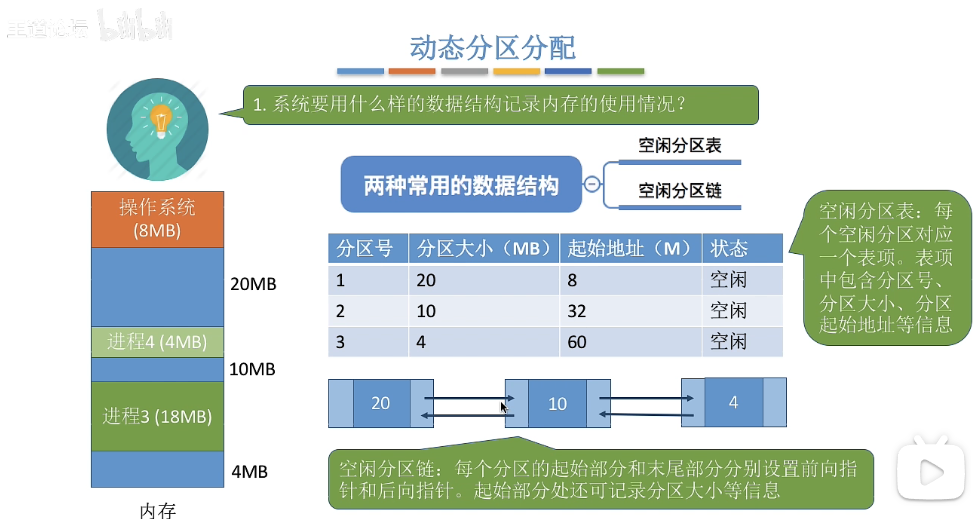 王道论坛 bilibili
动态分区分配
1. 系统要用什么样的数据结构记录内存的使用情况？
两种常用的数据结构
空闲分区表
空闲分区链
操作系统
(8MB)
20MB
进程4 (4MB)
10MB
进程3 (18MB)
4MB
内存
分区号 分区大小（MB） 起始地址（M） 状态
1 20 8 空闲
2 10 32 空闲
3 4 60 空闲
空闲分区表：每
个空闲分区对应
一个表项。表项
中包含分区号、
分区大小、分区
起始地址等信息
20 10 4
空闲分区链：每个分区的起始部分和末尾部分分别设置前向指
针和后向指针。起始部分处还可记录分区大小等信息